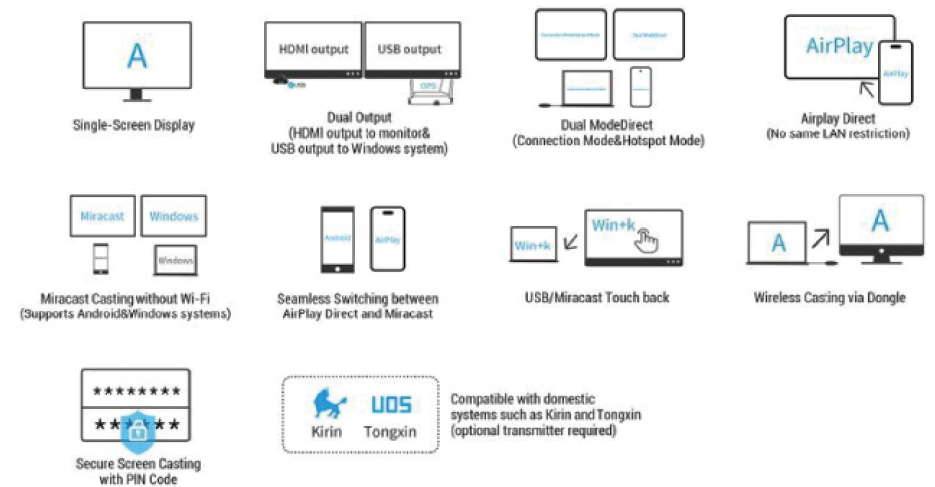 A
Single-Screen Display
HDMI output
USB output
USB
OPS
Dual Output
(HDMI output to monitor&
USB output to Windows system)
Dual ModeDirect
(Connection Mode&Hotspot Mode)
AirPlay
AirPlay
Airplay Direct
(No same LAN restriction)
Miracast
Windows
Windows
Miracast Casting without Wi-Fi
(Supports Android&Windows systems)
Android
AirPlay
Seamless Switching between
AirPlay Direct and Miracast
Win+k
Win+k
USB/Miracast Touch back
A
A
Wireless Casting via Dongle
********
******
Secure Screen Casting
with PIN Code
UOS
Kirin
Tongxin
Compatible with domestic
systems such as Kirin and Tongxin
(optional transmitter required)